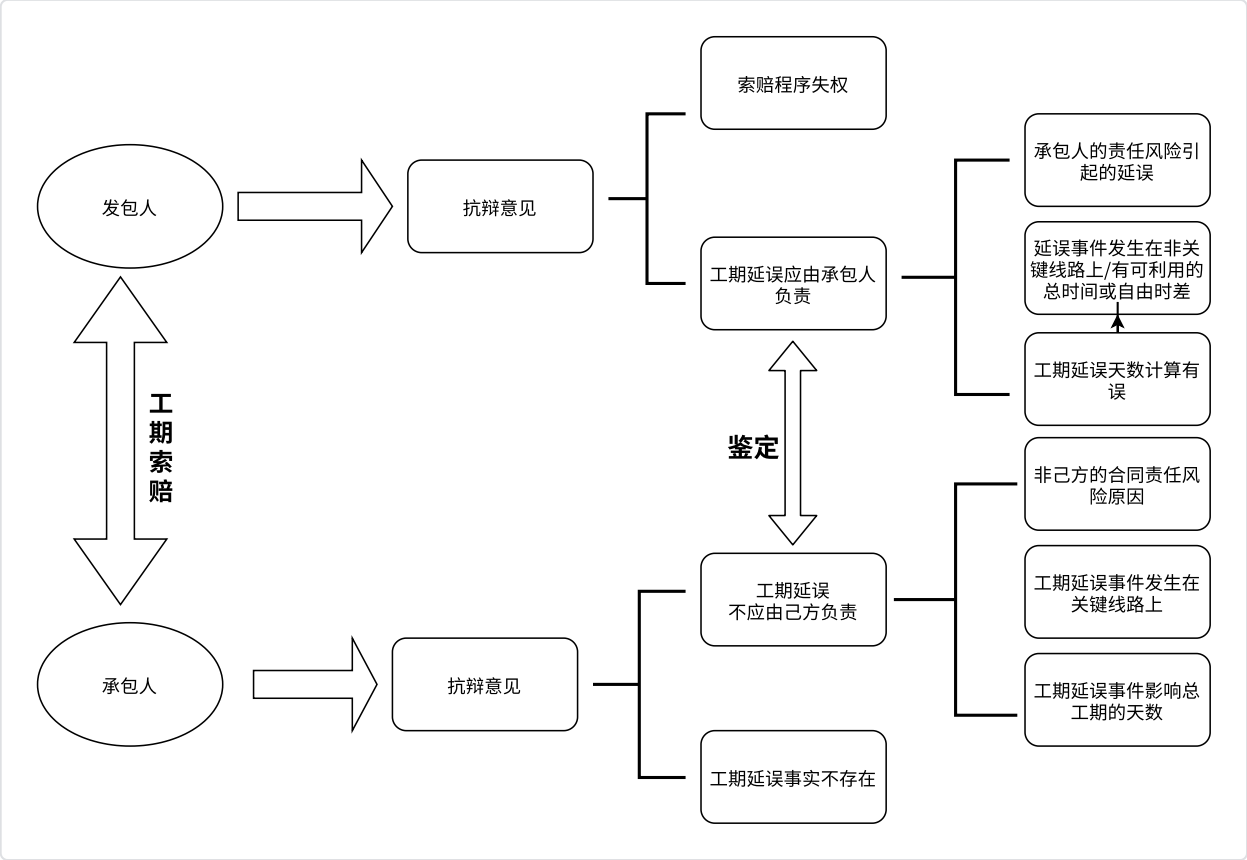 索赔程序失权
承包人的责任风险引
起的延误
发包人
抗辩意见
工期延误应由承包人
负责
延误事件发生在非关
键线路上/有可利用的
总时间或自由时差
工期延误天数计算有
误
工
期
索
赔
鉴定
非己方的合同责任风
险原因
工期延误
不应由己方负责
工期延误事件发生在
关键线路上
承包人
抗辩意见
工期延误事件影响总
工期的天数
工期延误事实不存在